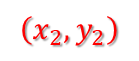 (x₂, y₂)